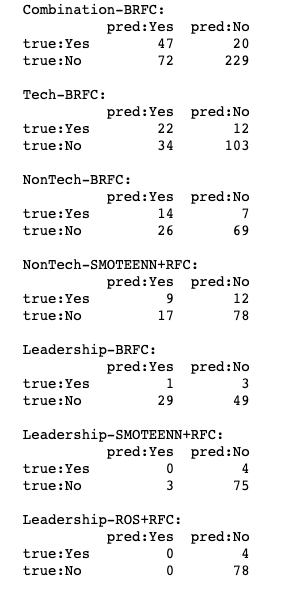 Combination-BRFC:
pred:Yes pred:No
true:Yes 47 20
true:No 72 229
Tech-BRFC:
pred:Yes pred:No
true:Yes 22 12
true:No 34 103
NonTech-BRFC:
pred:Yes pred:No
true:Yes 14 7
true:No 26 69
NonTech-SMOTEENN+RFC:
pred:Yes pred:No
true:Yes 9 12
true:No 17 78
Leadership-BRFC:
pred:Yes pred:No
true:Yes 1 3
true:No 29 49
Leadership-SMOTEENN+RFC:
pred:Yes pred:No
true:Yes 0 4
true:No 3 75
Leadership-ROS+RFC:
pred:Yes pred:No
true:Yes 0 4
true:No 0 78